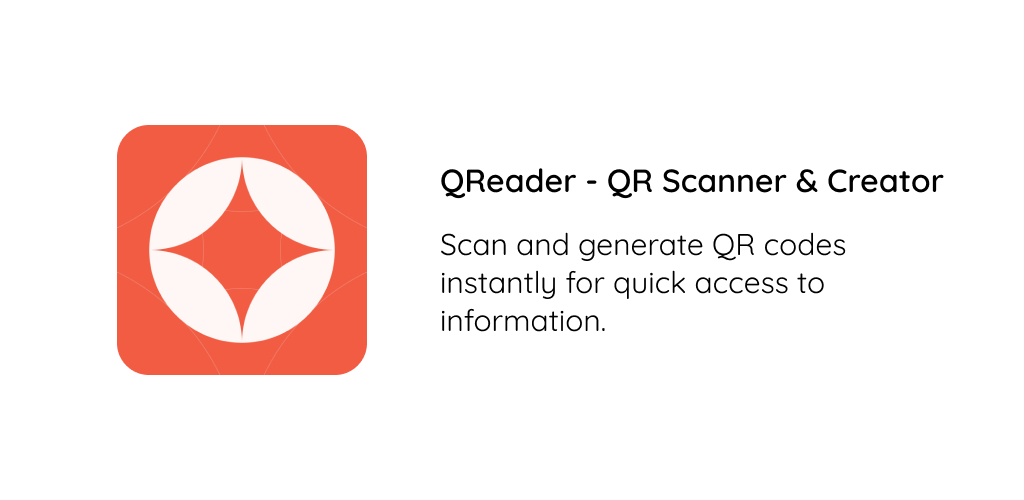 QReader - QR Scanner & Creator
Scan and generate QR codes
instantly for quick access to
information.